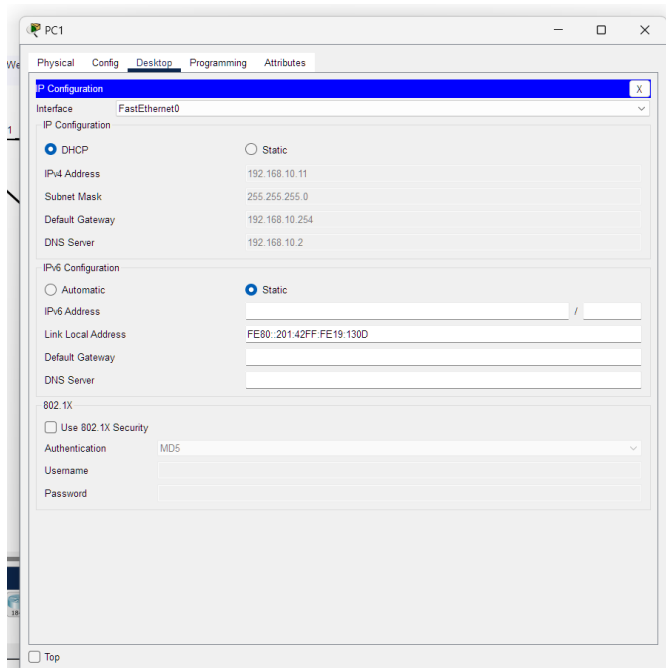 PC1
We
Physical Config Desktop Programming Attributes
IP Configuration X
Interface FastEthernet0
IP Configuration
DHCP Static
IPv4 Address 192.168.10.11
Subnet Mask 255.255.255.0
Default Gateway 192.168.10.254
DNS Server 192.168.10.2
IPv6 Configuration
Automatic Static
IPv6 Address /
Link Local Address FE80::201:42FF:FE19:130D
Default Gateway
DNS Server
802.1X
Use 802.1X Security
Authentication MD5
Username
Password
1
18
Top